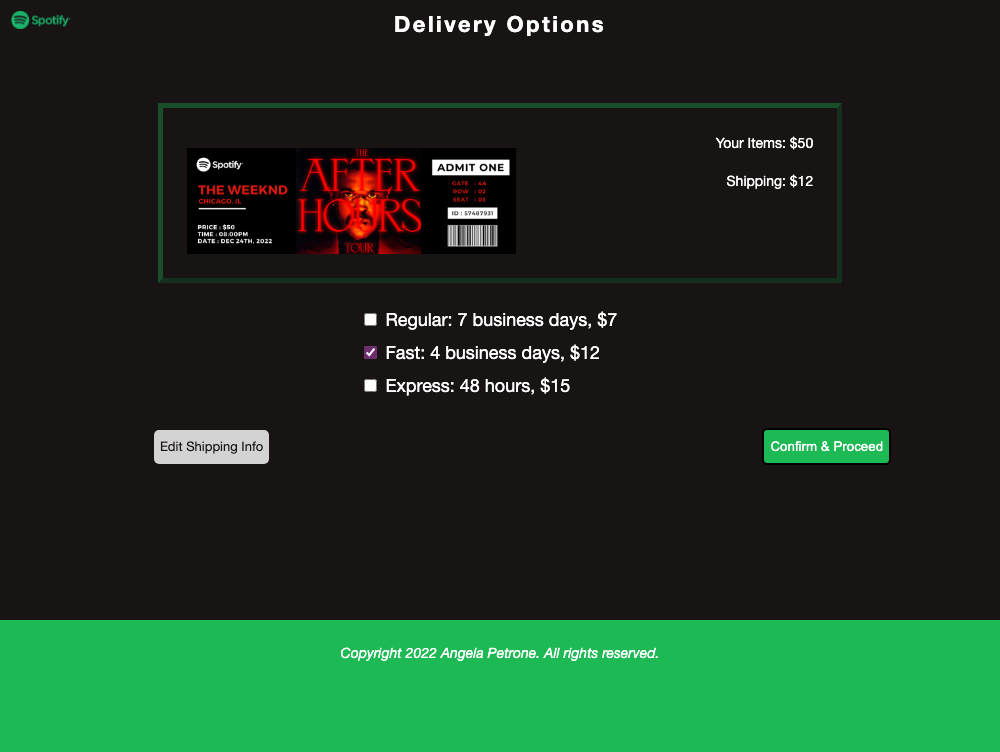 Spotify
Delivery Options
Your Items: $50
Shipping: $12
Spotify
THE WEEKND
CHICAGO, IL
PRICE : $50
TIME : 08:00PM
DATE : DEC 24TH, 2022
THE
AFTER
HOURS
TOUR
ADMIT ONE
GATE : 4A
ROW : 02
SEAT : 03
ID : 57487931
Regular: 7 business days, $7
Fast: 4 business days, $12
Express: 48 hours, $15
Edit Shipping Info
Confirm & Proceed
Copyright 2022 Angela Petrone. All rights reserved.